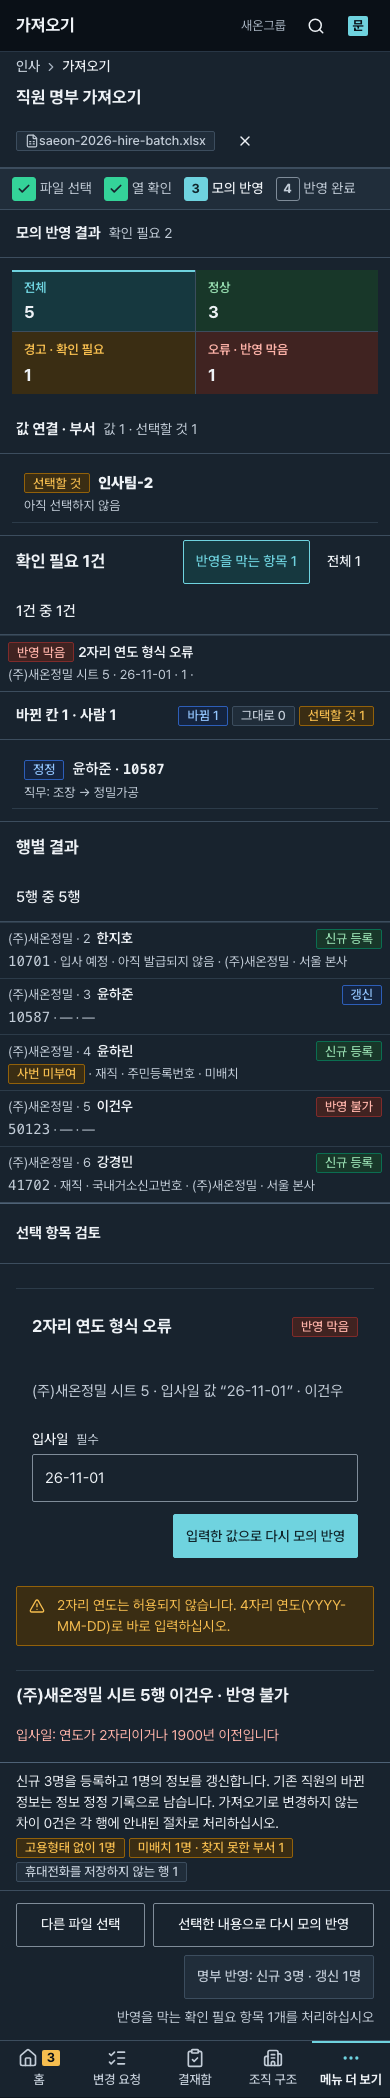 가져오기
새온그룹
문
인사 > 가져오기
직원 명부 가져오기
saeon-2026-hire-batch.xlsx
파일 선택
열 확인
3 모의 반영
4 반영 완료
모의 반영 결과 확인 필요 2
전체
5
정상
3
경고 · 확인 필요
1
오류 · 반영 막음
1
값 연결 · 부서 값 1 · 선택할 것 1
선택할 것 인사팀-2
아직 선택하지 않음
확인 필요 1건
반영을 막는 항목 1
전체 1
1건 중 1건
반영 막음 2자리 연도 형식 오류
(주)새온정밀 시트 5 · 26-11-01 · 1 ·
바뀐 칸 1 · 사람 1
바뀜 1
그대로 0
선택할 것 1
정정 윤하준 · 10587
직무: 조장 → 정밀가공
행별 결과
5행 중 5행
(주)새온정밀 · 2 한지호 신규 등록
10701 · 입사 예정 · 아직 발급되지 않음 · (주)새온정밀 · 서울 본사
(주)새온정밀 · 3 윤하준 갱신
10587 · — · —
(주)새온정밀 · 4 윤하린 신규 등록
사번 미부여 · 재직 · 주민등록번호 · 미배치
(주)새온정밀 · 5 이건우 반영 불가
50123 · — · —
(주)새온정밀 · 6 강경민 신규 등록
41702 · 재직 · 국내거소신고번호 · (주)새온정밀 · 서울 본사
선택 항목 검토
2자리 연도 형식 오류 반영 막음
(주)새온정밀 시트 5 · 입사일 값 “26-11-01” · 이건우
입사일 필수
26-11-01
입력한 값으로 다시 모의 반영
2자리 연도는 허용되지 않습니다. 4자리 연도(YYYY-
MM-DD)로 바로 입력하십시오.
(주)새온정밀 시트 5행 이건우 · 반영 불가
입사일: 연도가 2자리이거나 1900년 이전입니다
신규 3명을 등록하고 1명의 정보를 갱신합니다. 기존 직원의 바뀐
정보는 정보 정정 기록으로 남습니다. 가져오기로 변경하지 않는
차이 0건은 각 행에 안내된 절차로 처리하십시오.
고용형태 없이 1명
미배치 1명 · 찾지 못한 부서 1
휴대전화를 저장하지 않는 행 1
다른 파일 선택
선택한 내용으로 다시 모의 반영
명부 반영: 신규 3명 · 갱신 1명
반영을 막는 확인 필요 항목 1개를 처리하십시오
3
홈
변경 요청
결재함
조직 구조
메뉴 더 보기